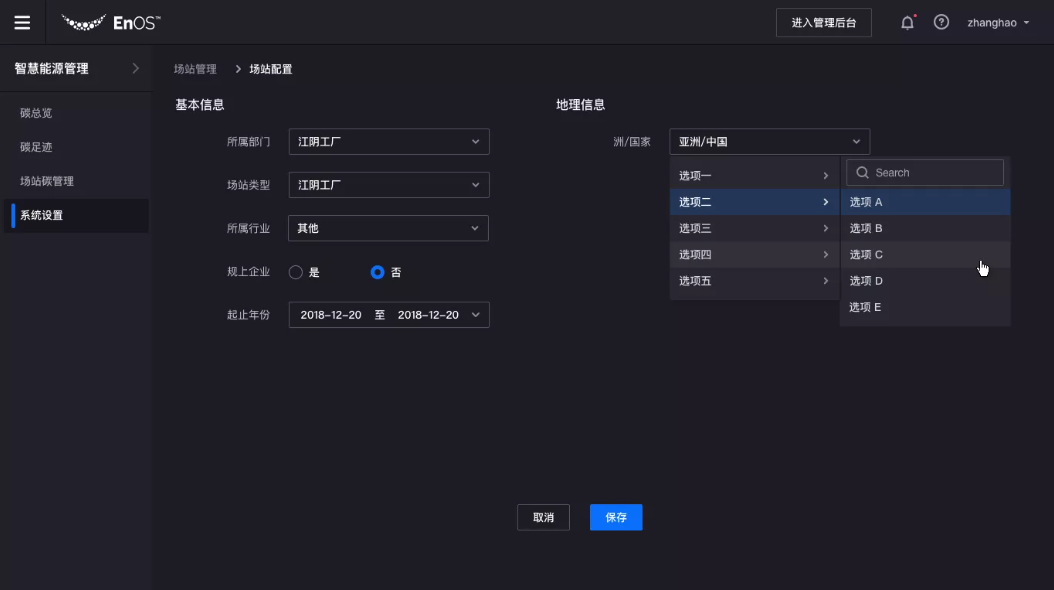 EnOS™
进入管理后台
zhanghao
智慧能源管理
碳总览
碳足迹
场站碳管理
系统设置
场站管理 > 场站配置
基本信息
所属部门 江阴工厂
场站类型 江阴工厂
所属行业 其他
规上企业 是 否
起止年份 2018-12-20 至 2018-12-20
地理信息
洲/国家 亚洲/中国
选项一
选项二
选项三
选项四
选项五
Search
选项 A
选项 B
选项 C
选项 D
选项 E
取消
保存